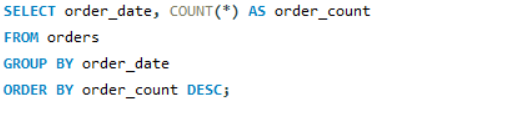 SELECT order_date, COUNT(*) AS order_count
FROM orders
GROUP BY order_date
ORDER BY order_count DESC;